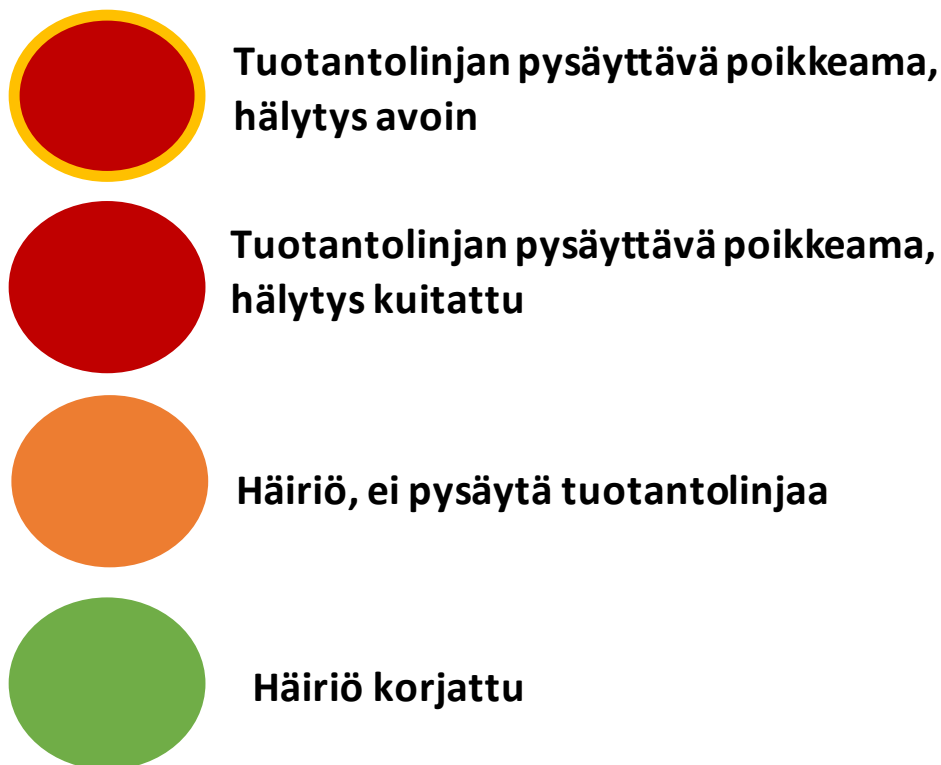 Tuotantolinjan pysäyttävä poikkeama,
hälytys avoin
Tuotantolinjan pysäyttävä poikkeama,
hälytys kuitattu
Häiriö, ei pysäytä tuotantolinjaa
Häiriö korjattu